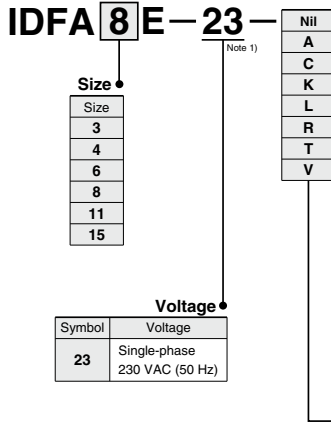 IDFA 8 E — 23 —
Note 1)
Nil
A
C
K
L
R
T
V
Size
Size
3
4
6
8
11
15
Voltage
Symbol Voltage
23 Single-phase
230 VAC (50 Hz)